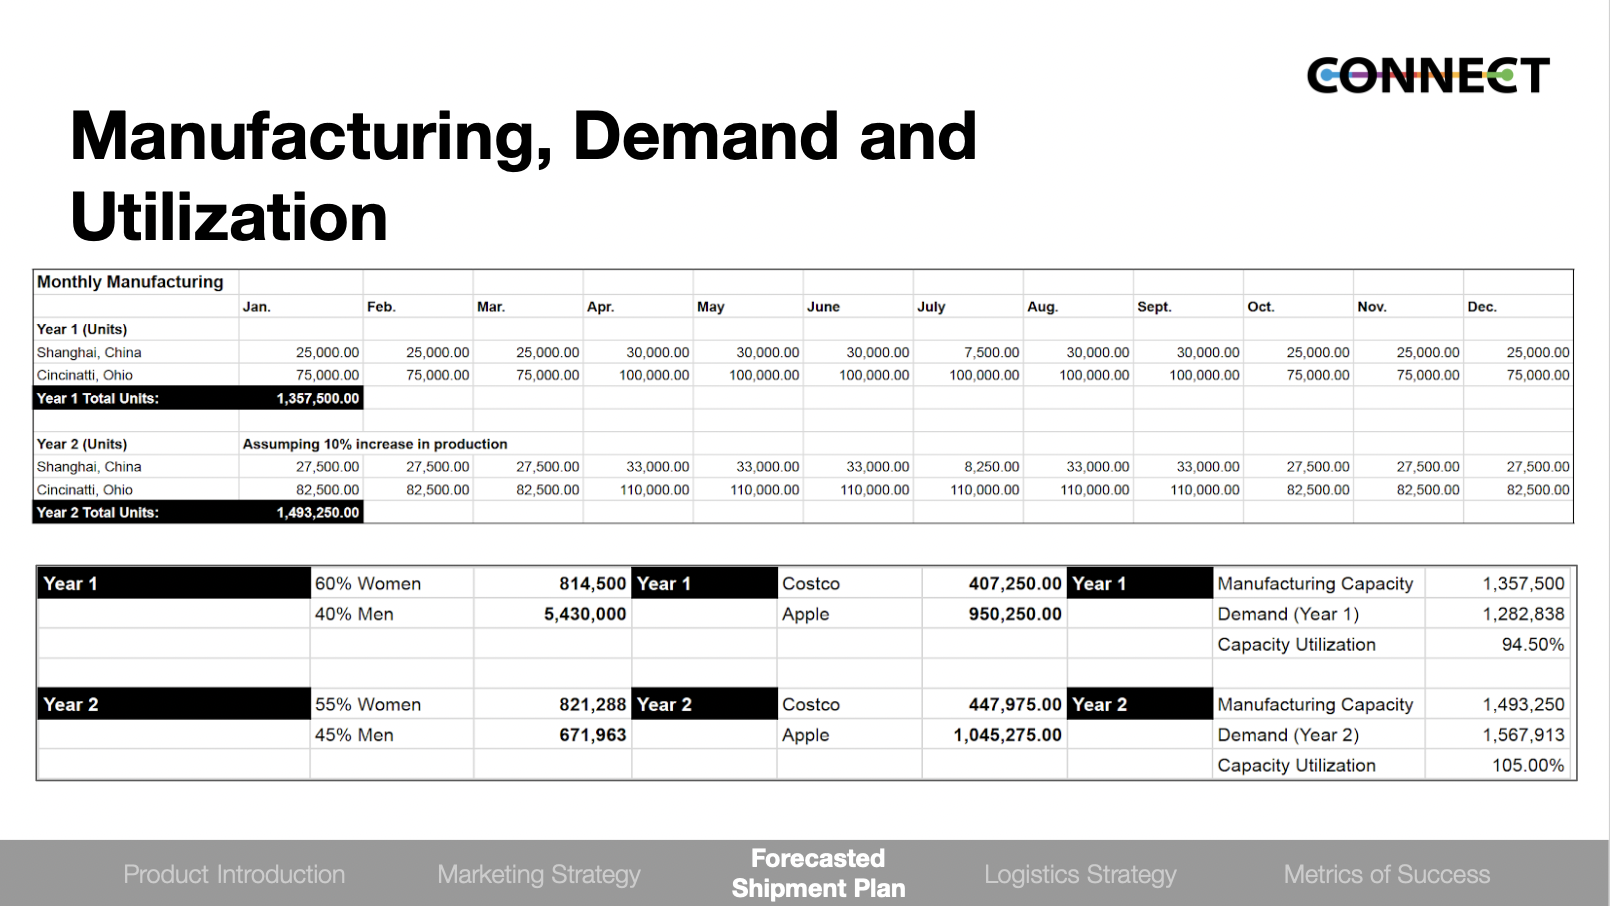 CONNECT
Manufacturing, Demand and
Utilization
Monthly Manufacturing
Jan. Feb. Mar. Apr. May June July Aug. Sept. Oct. Nov. Dec.
Year 1 (Units)
Shanghai, China 25,000.00 25,000.00 25,000.00 30,000.00 30,000.00 30,000.00 7,500.00 30,000.00 30,000.00 25,000.00 25,000.00 25,000.00
Cincinatti, Ohio 75,000.00 75,000.00 75,000.00 100,000.00 100,000.00 100,000.00 100,000.00 100,000.00 100,000.00 75,000.00 75,000.00 75,000.00
Year 1 Total Units: 1,357,500.00
Year 2 (Units) Assumping 10% increase in production
Shanghai, China 27,500.00 27,500.00 27,500.00 33,000.00 33,000.00 33,000.00 8,250.00 33,000.00 33,000.00 27,500.00 27,500.00 27,500.00
Cincinatti, Ohio 82,500.00 82,500.00 82,500.00 110,000.00 110,000.00 110,000.00 110,000.00 110,000.00 110,000.00 82,500.00 82,500.00 82,500.00
Year 2 Total Units: 1,493,250.00
Year 1 60% Women 814,500 Year 1 Costco 407,250.00 Year 1 Manufacturing Capacity 1,357,500
40% Men 5,430,000 Apple 950,250.00 Demand (Year 1) 1,282,838
Capacity Utilization 94.50%
Year 2 55% Women 821,288 Year 2 Costco 447,975.00 Year 2 Manufacturing Capacity 1,493,250
45% Men 671,963 Apple 1,045,275.00 Demand (Year 2) 1,567,913
Capacity Utilization 105.00%
Product Introduction
Marketing Strategy
Forecasted
Shipment Plan
Logistics Strategy
Metrics of Success